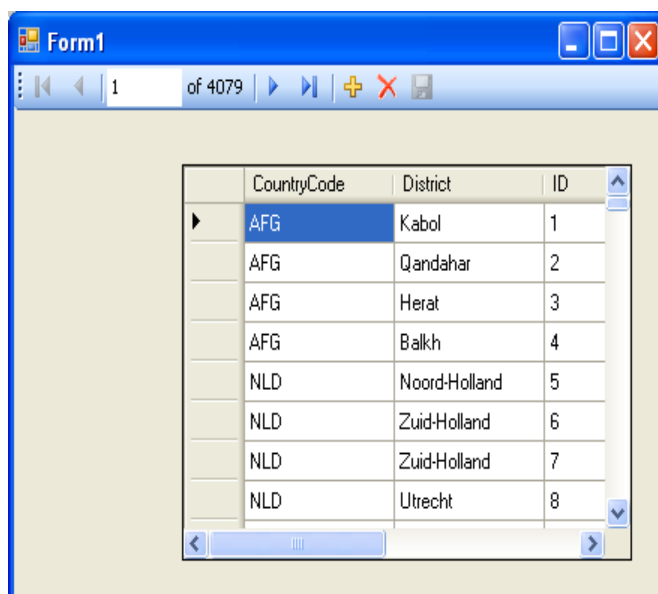 Form1
1 of 4079
CountryCode District ID
AFG Kabol 1
AFG Qandahar 2
AFG Herat 3
AFG Balkh 4
NLD Noord-Holland 5
NLD Zuid-Holland 6
NLD Zuid-Holland 7
NLD Utrecht 8